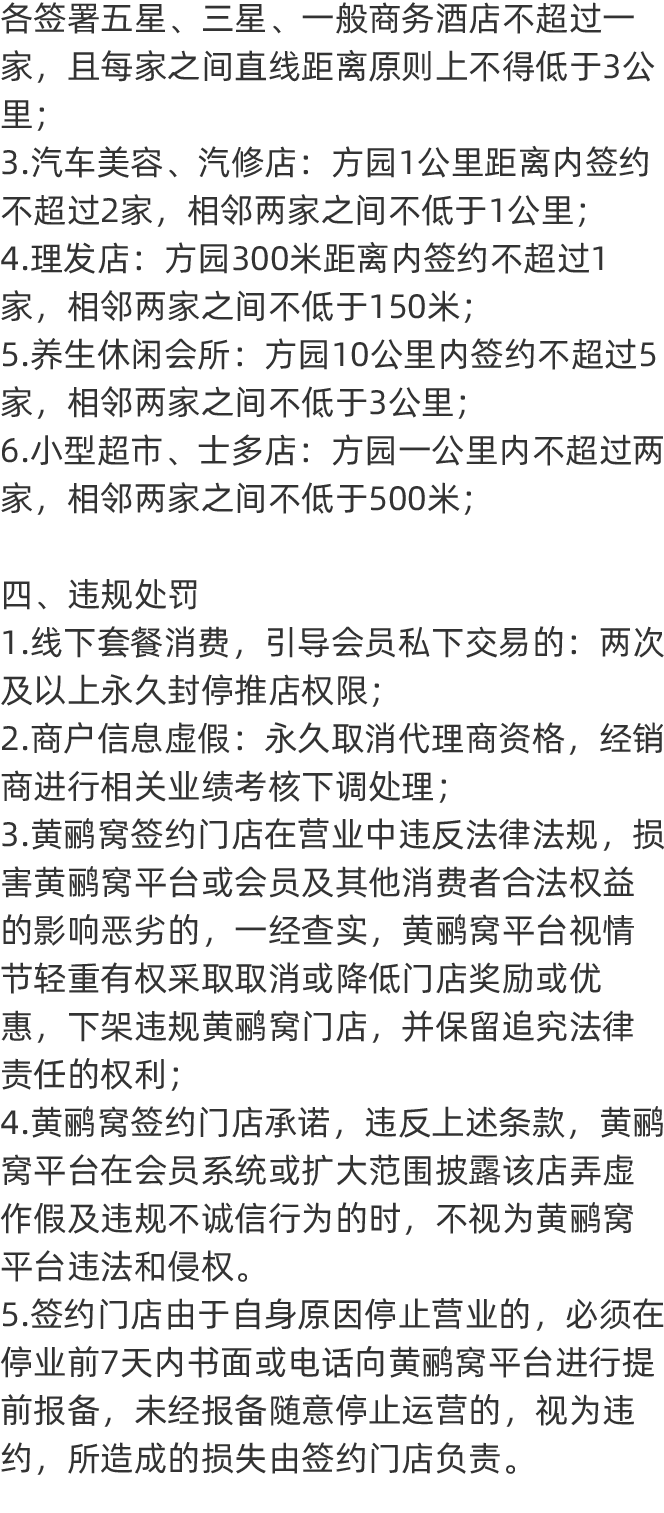 各签署五星、三星、一般商务酒店不超过一
家，且每家之间直线距离原则上不得低于3公
里；
3.汽车美容、汽修店：方园1公里距离内签约
不超过2家，相邻两家之间不低于1公里；
4.理发店：方园300米距离内签约不超过1
家，相邻两家之间不低于150米；
5.养生休闲会所：方园10公里内签约不超过5
家，相邻两家之间不低于3公里；
6.小型超市、士多店：方园一公里内不超过两
家，相邻两家之间不低于500米；
四、违规处罚
1.线下套餐消费，引导会员私下交易的：两次
及以上永久封停推店权限；
2.商户信息虚假：永久取消代理商资格，经销
商进行相关业绩考核下调处理；
3.黄鹂窝签约门店在营业中违反法律法规，损
害黄鹂窝平台或会员及其他消费者合法权益
的影响恶劣的，一经查实，黄鹂窝平台视情
节轻重有权采取取消或降低门店奖励或优
惠，下架违规黄鹂窝门店，并保留追究法律
责任的权利；
4.黄鹂窝签约门店承诺，违反上述条款，黄鹂
窝平台在会员系统或扩大范围披露该店弄虚
作假及违规不诚信行为的时，不视为黄鹂窝
平台违法和侵权。
5.签约门店由于自身原因停止营业的，必须在
停业前7天内书面或电话向黄鹂窝平台进行提
前报备，未经报备随意停止运营的，视为违
约，所造成的损失由签约门店负责。